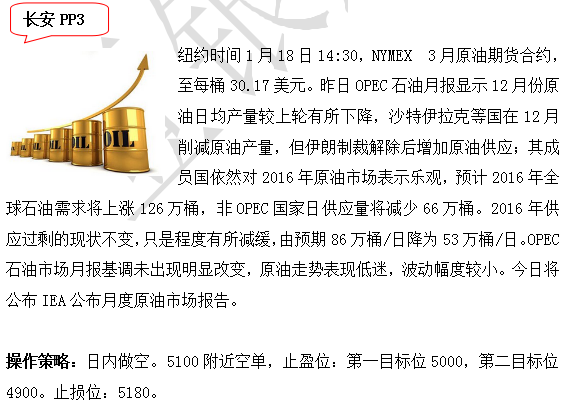 长安 PP3
纽约时间 1 月 18 日 14:30，NYMEX 3 月原油期货合约，
至每桶 30.17 美元。昨日 OPEC 石油月报显示 12 月份原
油日均产量较上轮有所下降，沙特伊拉克等国在 12 月
削减原油产量，但伊朗制裁解除后增加原油供应；其成
员国依然对 2016 年原油市场表示乐观，预计 2016 年全
球石油需求将上涨 126 万桶，非 OPEC 国家日供应量将减少 66 万桶。2016 年供
应过剩的现状不变，只是程度有所减缓，由预期 86 万桶/日降为 53 万桶/日。OPEC
石油市场月报基调未出现明显改变，原油走势表现低迷，波动幅度较小。今日将
公布 IEA 公布月度原油市场报告。
操作策略：日内做空。5100 附近空单，止盈位：第一目标位 5000，第二目标位
4900。止损位：5180。
OIL OIL OIL OIL